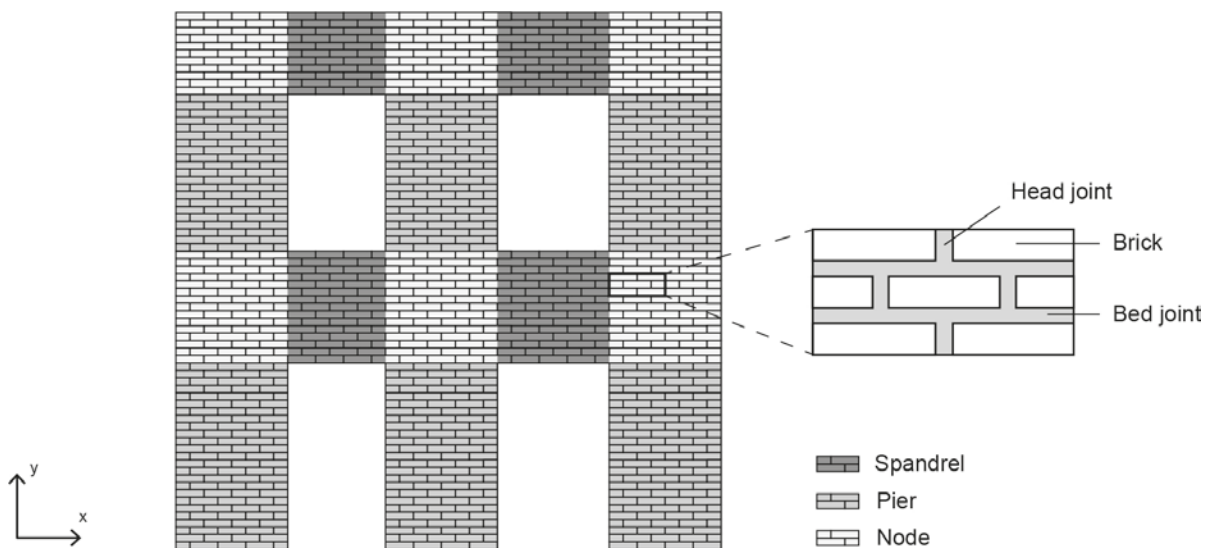 Head joint
Brick
Bed joint
y
x
Spandrel
Pier
Node